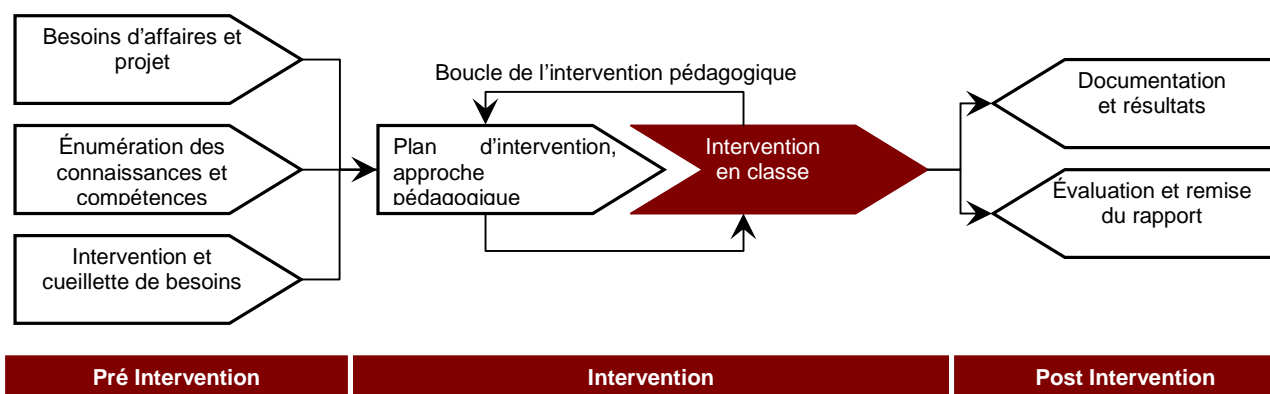 Besoins d'affaires et
projet
Énumération des
connaissances et
compétences
Intervention et
cueillette de besoins
Boucle de l'intervention pédagogique
Plan d'intervention,
approche
pédagogique
Intervention
en classe
Documentation
et résultats
Évaluation et remise
du rapport
Pré Intervention
Intervention
Post Intervention